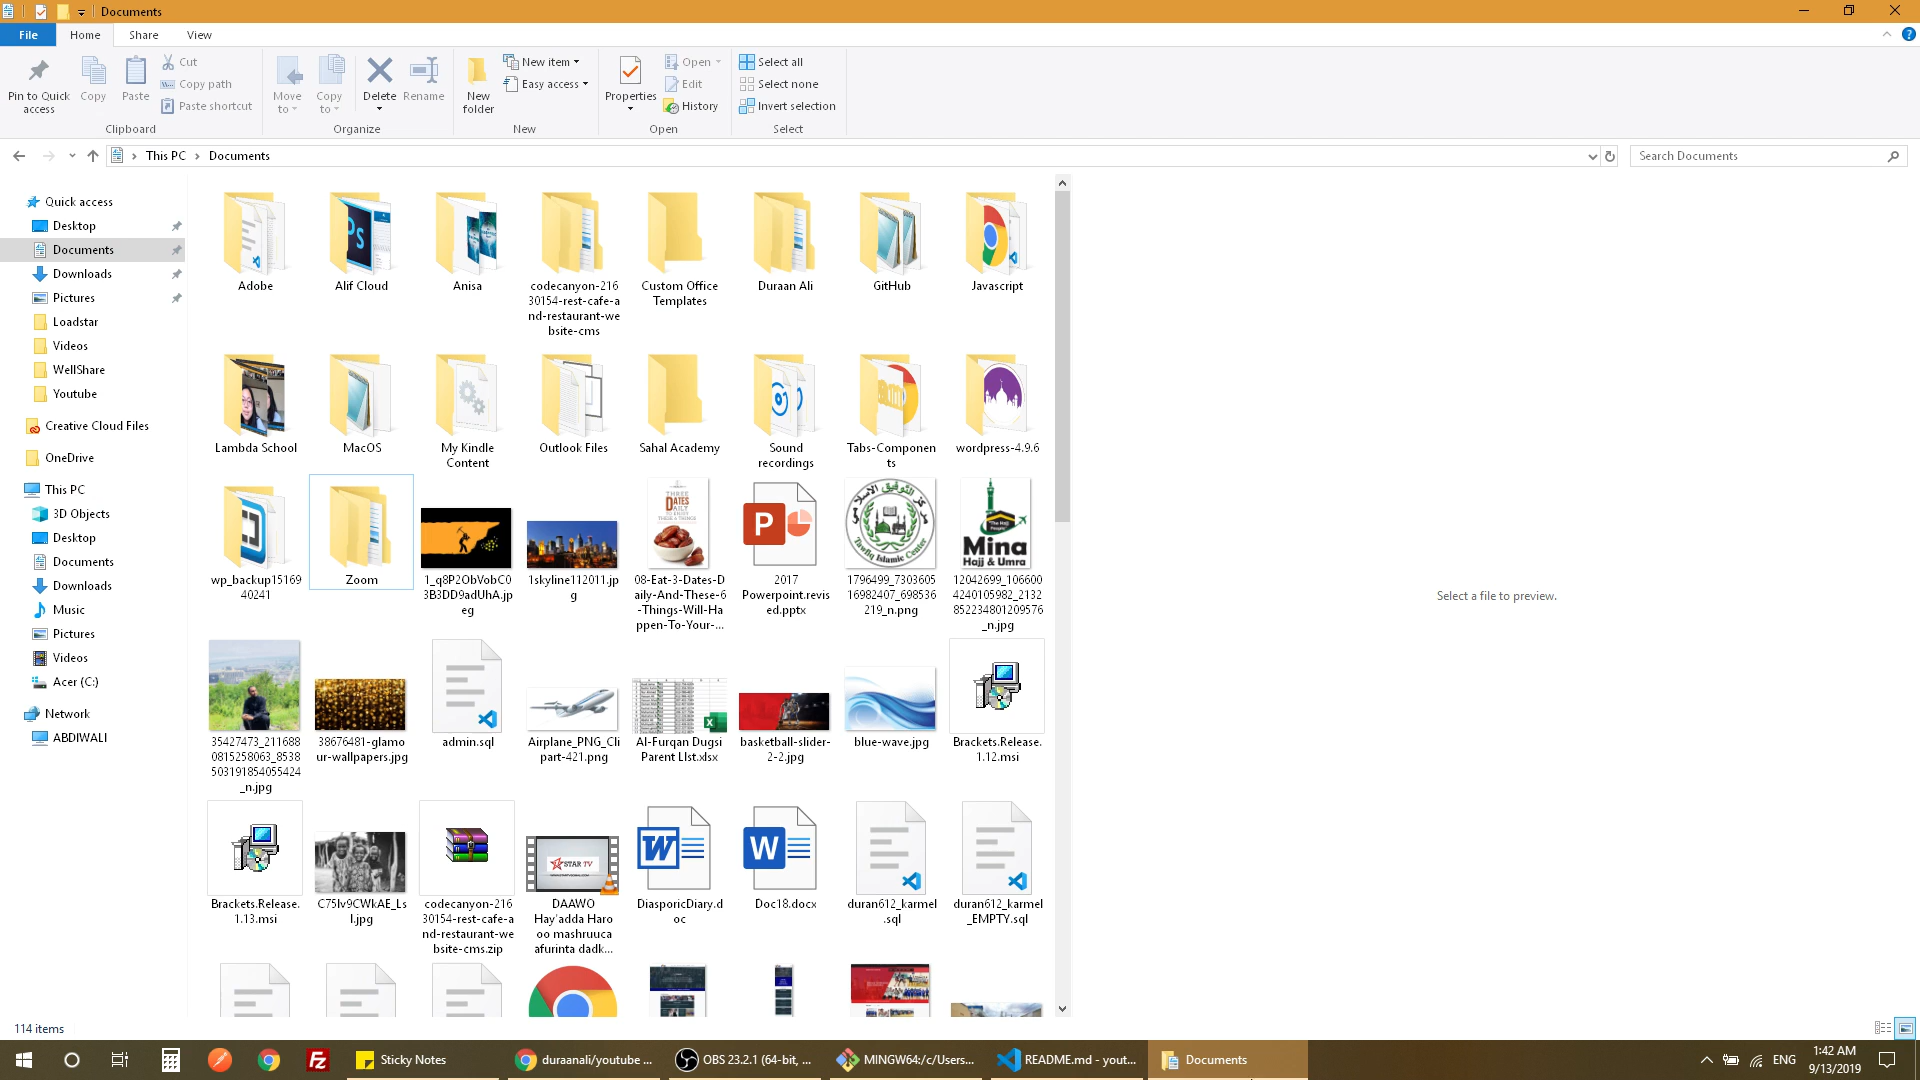 Documents
File
Home
Share
View
Pin to Quick access
Copy
Paste
Cut
Copy path
Paste shortcut
Clipboard
Move to
Copy to
Delete
Rename
Organize
New folder
New item
Easy access
New
Properties
Open
Edit
History
Open
Select all
Select none
Invert selection
Select
This PC
Documents
Search Documents
Quick access
Desktop
Documents
Downloads
Pictures
Loadstar
Videos
WellShare
Youtube
Creative Cloud Files
OneDrive
This PC
3D Objects
Desktop
Documents
Downloads
Music
Pictures
Videos
Acer (C:)
Network
ABDIWALI
Adobe
Alif Cloud
Anisa
codecanyon-216
30154-rest-cafe-a
nd-restaurant-we
bsite-cms
Custom Office
Templates
Duraan Ali
GitHub
Javascript
Lambda School
MacOS
My Kindle
Content
Outlook Files
Sahal Academy
Sound
recordings
Tabs-Componen
ts
wordpress-4.9.6
wp_backup15169
40241
Zoom
1_q8P2ObVobC0
3B3DD9adUhA.jp
eg
1skyline112011.jp
g
THREE
DATES
DAILY
08-Eat-3-Dates-D
aily-And-These-6
-Things-Will-Ha
ppen-To-Your-...
2017
Powerpoint.revis
ed.pptx
Tawfiq Islamic Center
1796499_7303605
16982407_698536
219_n.png
Mina
Hajj & Umra
12042699_106600
4240105982_2132
852234801209576
_n.jpg
35427473_211688
0815258063_8538
503191854055424
_n.jpg
38676481-glamo
ur-wallpapers.jpg
admin.sql
Airplane_PNG_Cli
part-421.png
Al-Furqan Dugsi
Parent LIst.xlsx
basketball-slider-
2-2.jpg
blue-wave.jpg
Brackets.Release.
1.12.msi
Brackets.Release.
1.13.msi
C75lv9CWkAE_Ls
I.jpg
codecanyon-216
30154-rest-cafe-a
nd-restaurant-we
bsite-cms.zip
STAR TV
DAAWO
Hay'adda Haro
oo mashruuca
afurinta dadk...
DiasporicDiary.d
oc
Doc18.docx
duran612_karmel
.sql
duran612_karmel
_EMPTY.sql
Select a file to preview.
114 items
Sticky Notes
duraanali/youtube ...
OBS 23.2.1 (64-bit, ...
MINGW64:/c/Users...
README.md - yout...
Documents
ENG
1:42 AM
9/13/2019